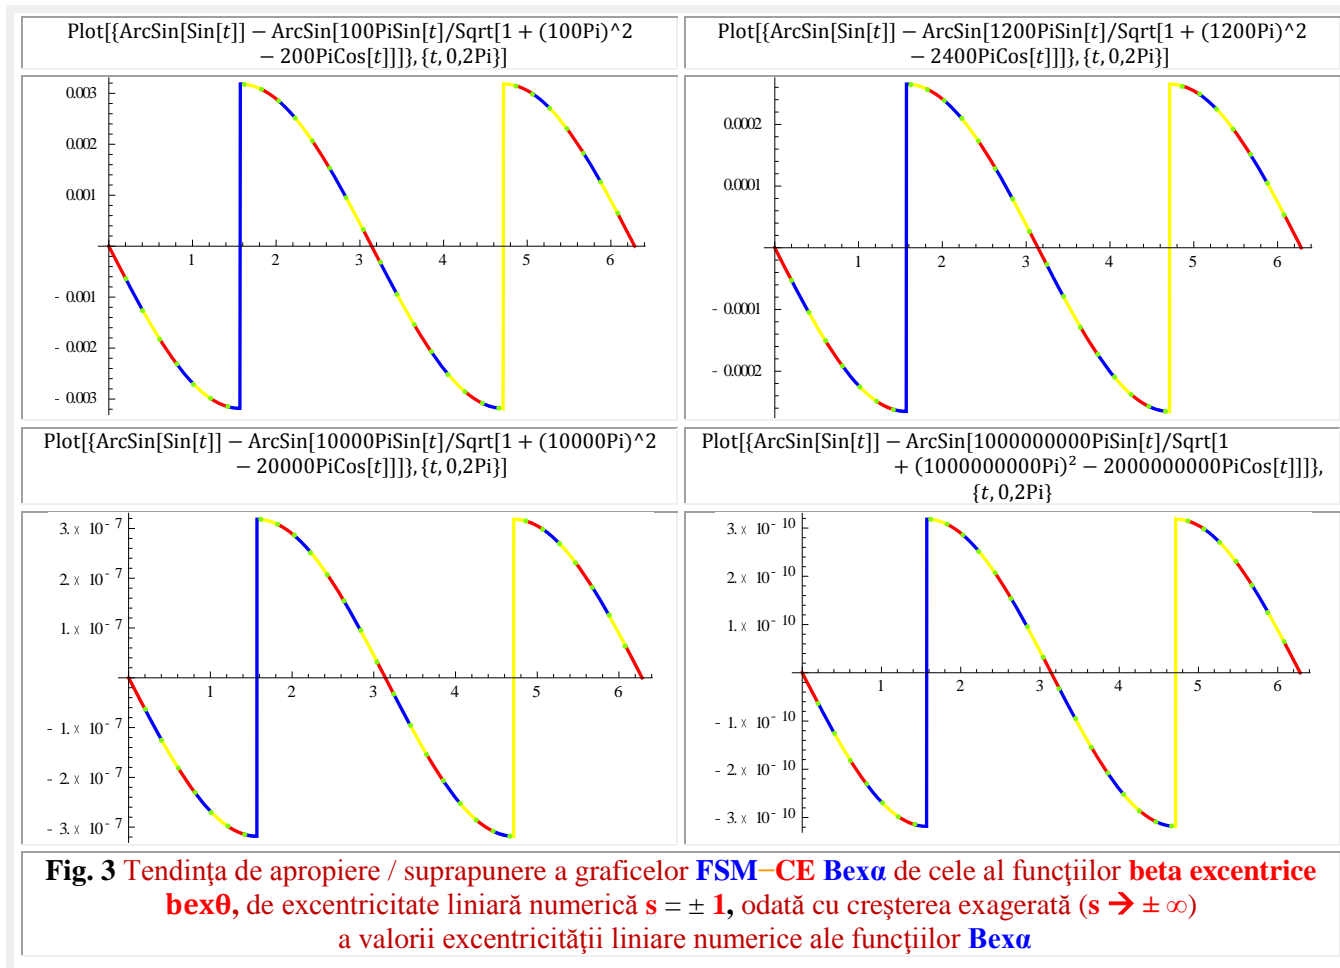 Plot[{ArcSin[Sin[t]] − ArcSin[100PiSin[t]/Sqrt[1 + (100Pi)^2
− 200PiCos[t]]]}, {t, 0,2Pi}]
Plot[{ArcSin[Sin[t]] − ArcSin[1200PiSin[t]/Sqrt[1 + (1200Pi)^2
− 2400PiCos[t]]]}, {t, 0,2Pi}]
0.003
0.002
0.001
- 0.001
- 0.002
- 0.003
1 2 3 4 5 6
0.0002
0.0001
- 0.0001
- 0.0002
1 2 3 4 5 6
Plot[{ArcSin[Sin[t]] − ArcSin[10000PiSin[t]/Sqrt[1 + (10000Pi)^2
− 20000PiCos[t]]]}, {t, 0,2Pi}]
Plot[{ArcSin[Sin[t]] − ArcSin[1000000000PiSin[t]/Sqrt[1
+ (1000000000Pi)² − 2000000000PiCos[t]]]},
{t, 0,2Pi}
3. × 10⁻⁷
2. × 10⁻⁷
1. × 10⁻⁷
- 1. × 10⁻⁷
- 2. × 10⁻⁷
- 3. × 10⁻⁷
1 2 3 4 5 6
3. × 10⁻¹⁰
2. × 10⁻¹⁰
1. × 10⁻¹⁰
- 1. × 10⁻¹⁰
- 2. × 10⁻¹⁰
- 3. × 10⁻¹⁰
1 2 3 4 5 6
Fig. 3 Tendinţa de apropiere / suprapunere a graficelor FSM−CE Bexα de cele al funcţiilor beta excentrice
bexθ, de excentricitate liniară numerică s = ± 1, odată cu creşterea exagerată (s ➔ ± ∞)
a valorii excentricităţii liniare numerice ale funcţiilor Bexα